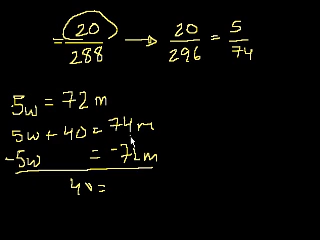 = 20/288 → 20/296 = 5/74
5w = 72m
5w + 40 = 74m
-5w = -72m
40 =